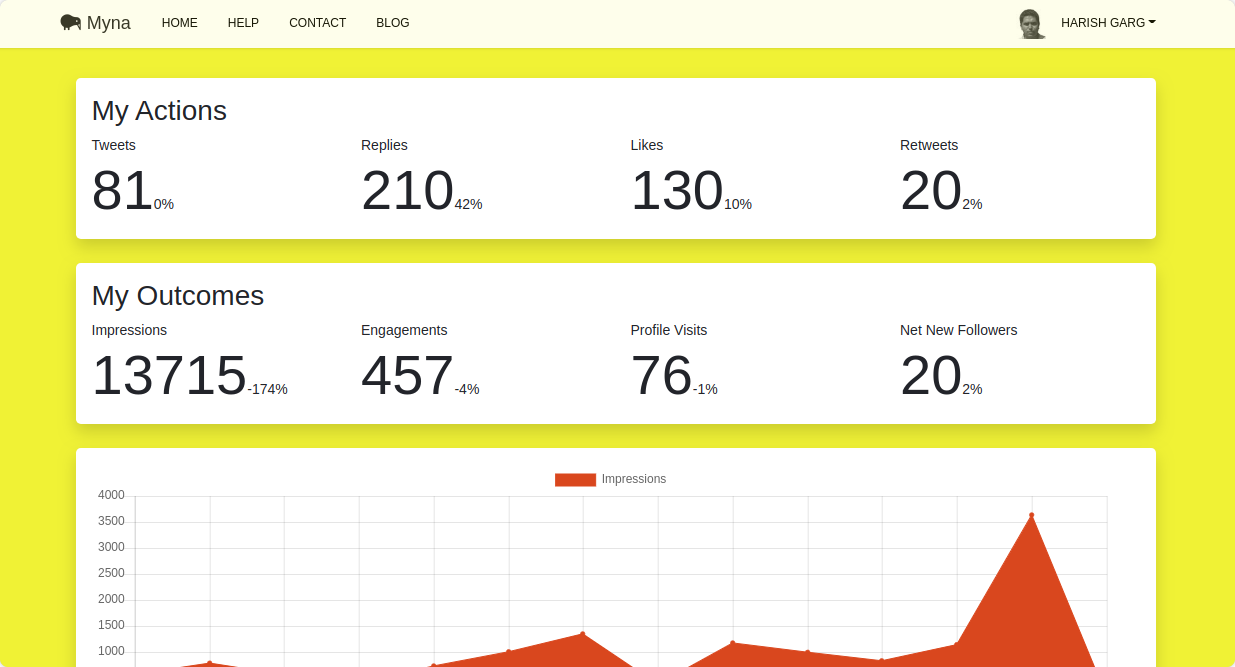 Myna HOME HELP CONTACT BLOG HARISH GARG
My Actions
Tweets Replies Likes Retweets
81 0% 210 42% 130 10% 20 2%
My Outcomes
Impressions Engagements Profile Visits Net New Followers
13715 -174% 457 -4% 76 -1% 20 2%
Impressions
4000
3500
3000
2500
2000
1500
1000